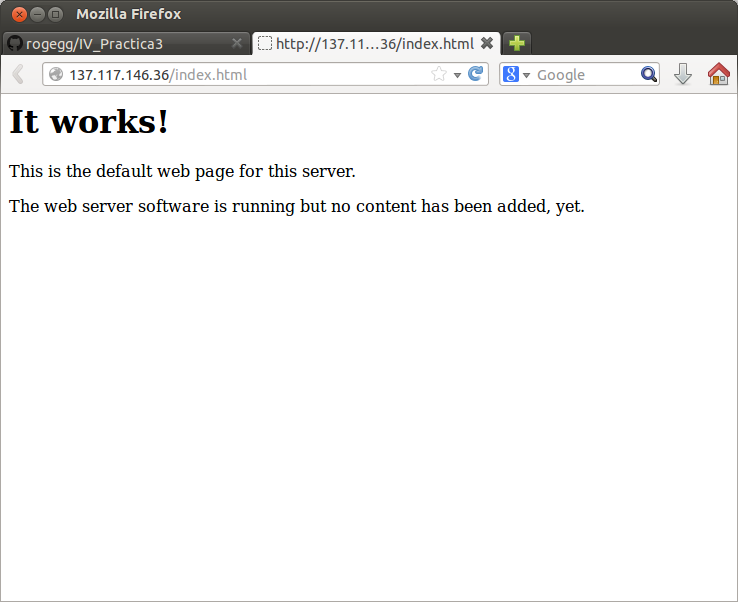 Mozilla Firefox
rogegg/IV_Practica3
http://137.11...36/index.html
137.117.146.36/index.html
8 Google
It works!
This is the default web page for this server.
The web server software is running but no content has been added, yet.